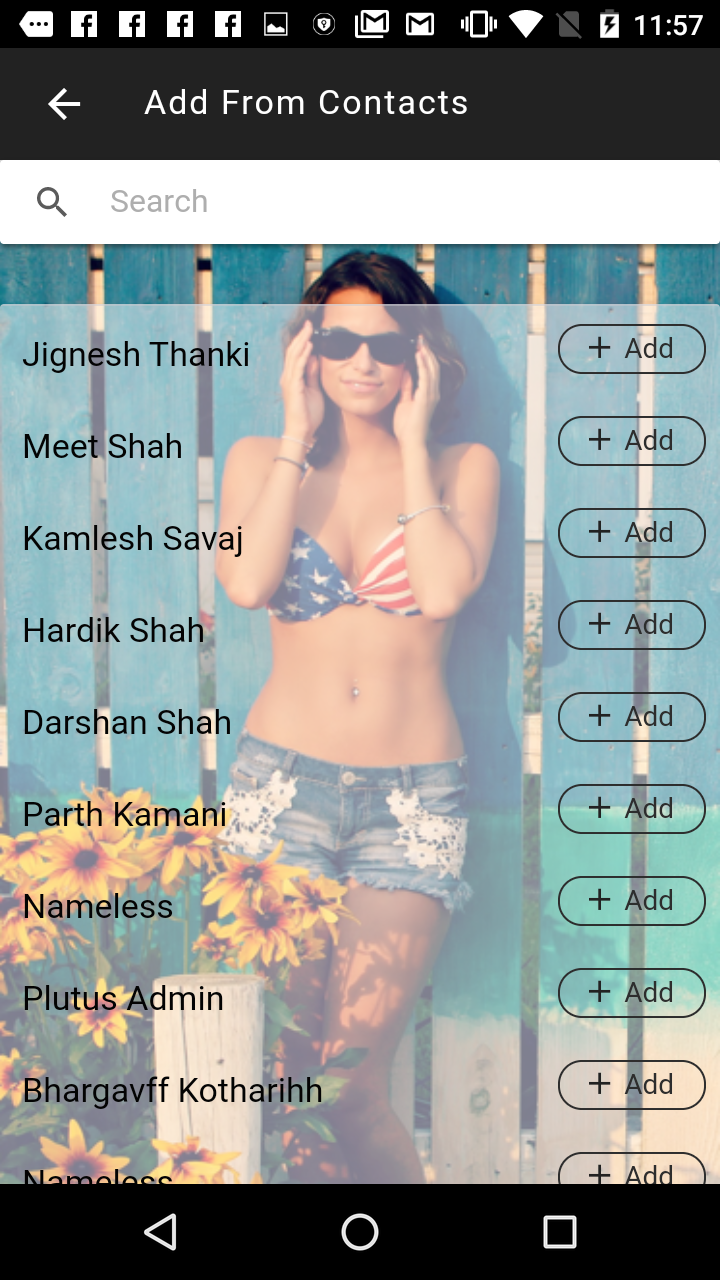 11:57
Add From Contacts
Search
Jignesh Thanki
+ Add
Meet Shah
+ Add
Kamlesh Savaj
+ Add
Hardik Shah
+ Add
Darshan Shah
+ Add
Parth Kamani
+ Add
Nameless
+ Add
Plutus Admin
+ Add
Bhargavff Kotharihh
+ Add
Nameless
+ Add